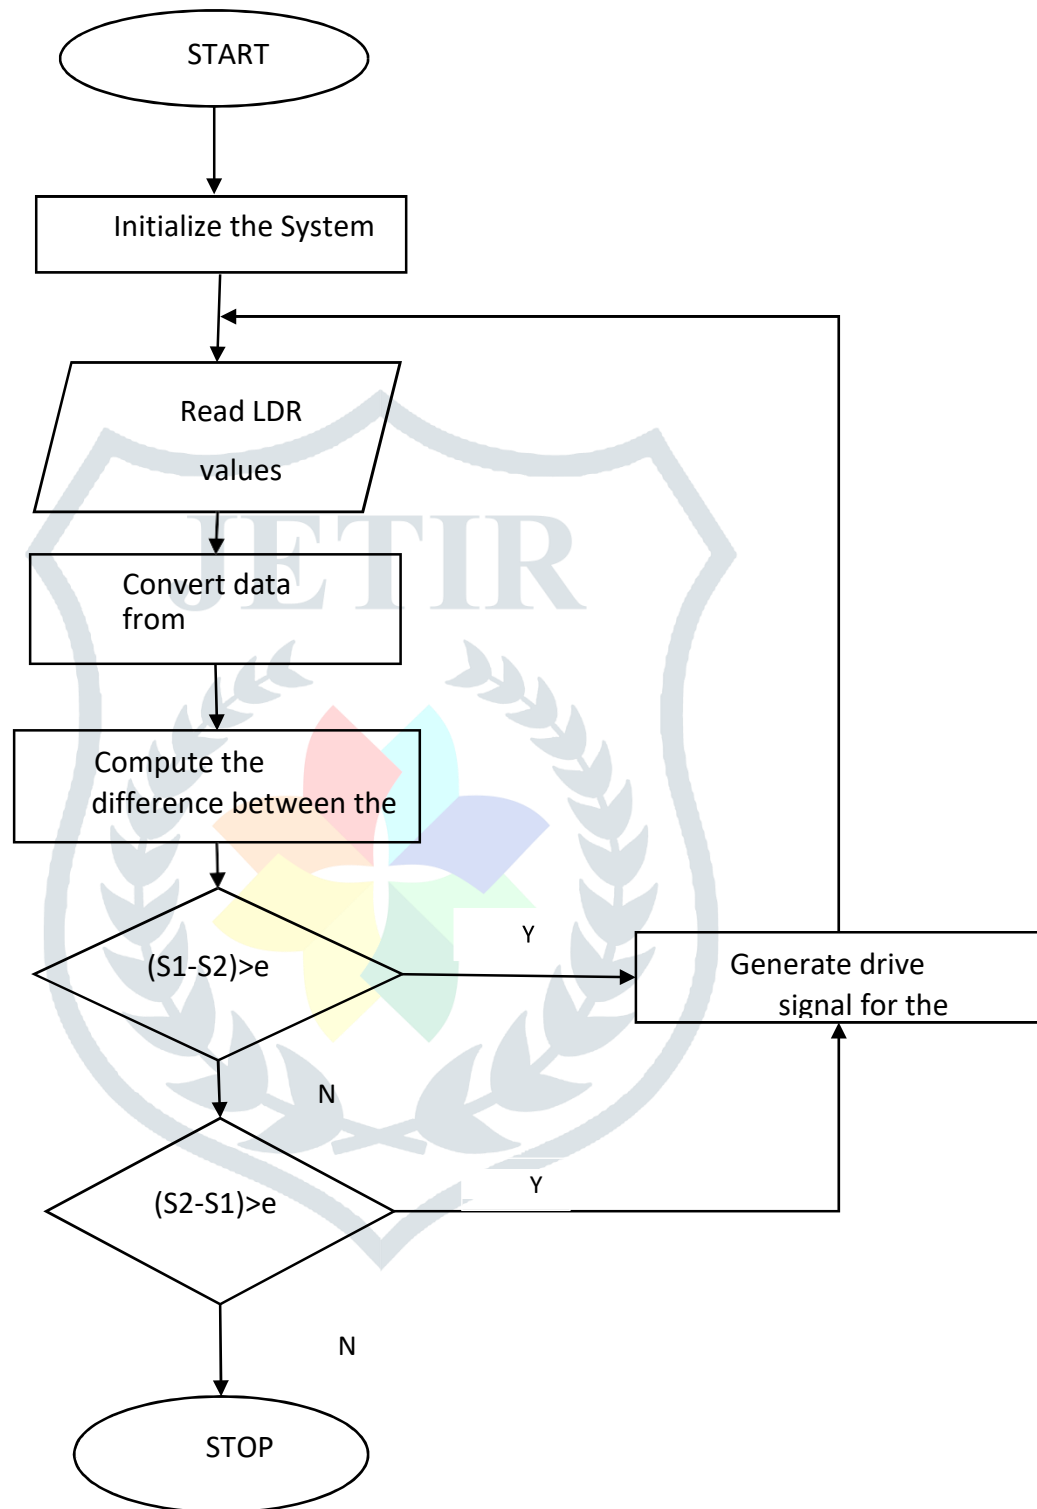 START
Initialize the System
Read LDR
values
JETIR
Convert data
from
Compute the
difference between the
(S1-S2)>e
Y
Generate drive
signal for the
N
(S2-S1)>e
Y
N
STOP